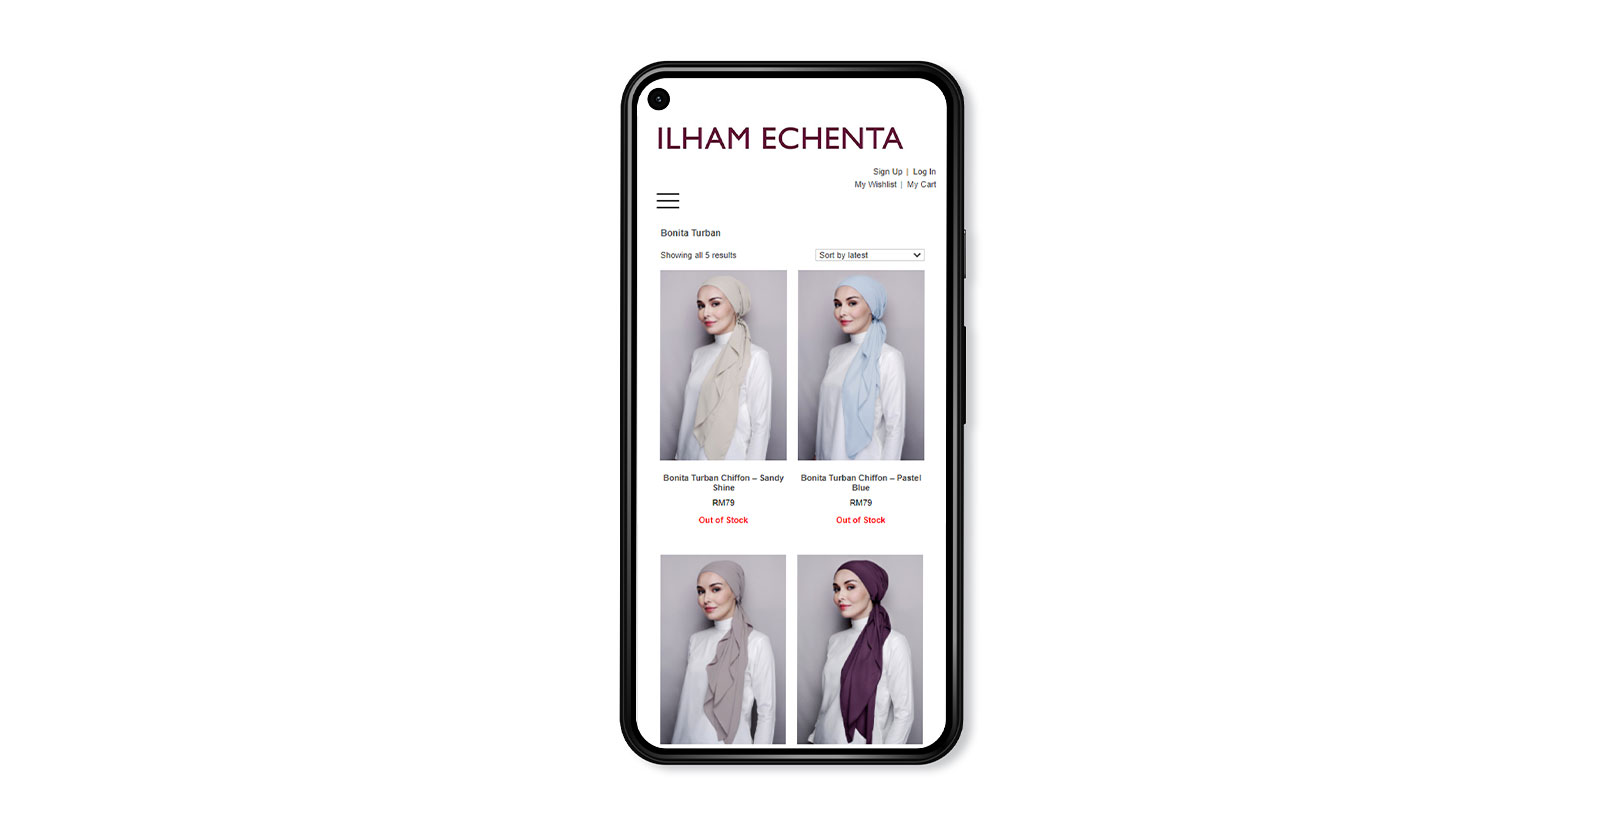 ILHAM ECHENTA
Sign Up | Log In
My Wishlist | My Cart
Bonita Turban
Showing all 5 results
Sort by latest
Bonita Turban Chiffon – Sandy
Shine
RM79
Out of Stock
Bonita Turban Chiffon – Pastel
Blue
RM79
Out of Stock